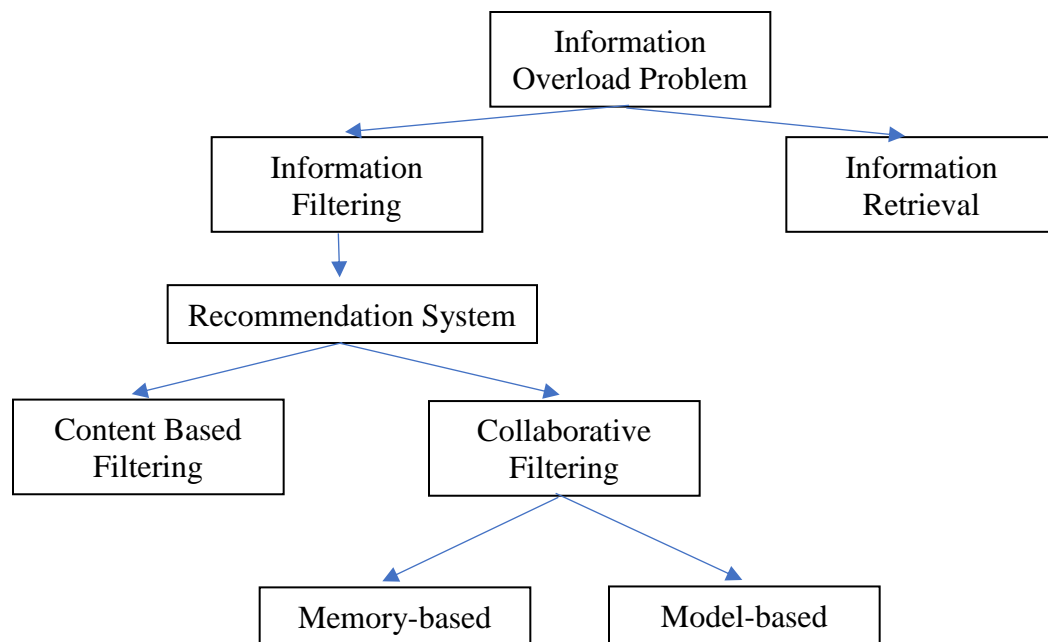 Information
Overload Problem
Information
Filtering
Information
Retrieval
Recommendation System
Content Based
Filtering
Collaborative
Filtering
Memory-based
Model-based